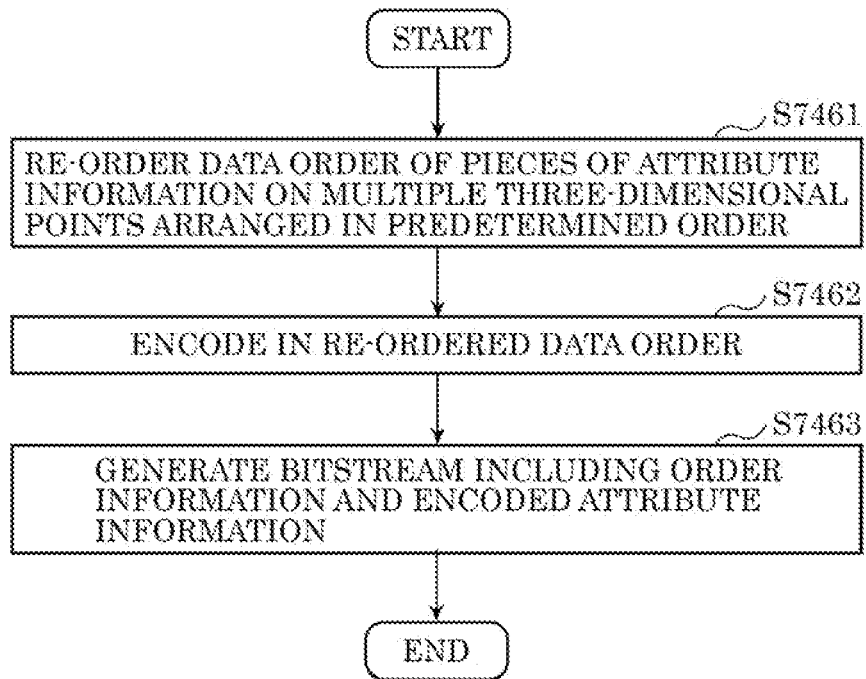 START
S7461
RE-ORDER DATA ORDER OF PIECES OF ATTRIBUTE
INFORMATION ON MULTIPLE THREE-DIMENSIONAL
POINTS ARRANGED IN PREDETERMINED ORDER
S7462
ENCODE IN RE-ORDERED DATA ORDER
S7463
GENERATE BITSTREAM INCLUDING ORDER
INFORMATION AND ENCODED ATTRIBUTE
INFORMATION
END